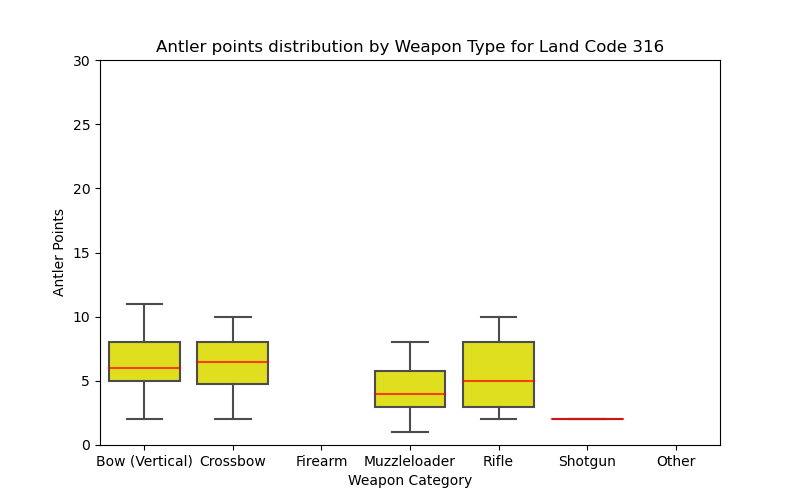 Antler points distribution by Weapon Type for Land Code 316
30
25
20
15
10
5
0
Antler Points
Bow (Vertical) Crossbow Firearm Muzzleloader Rifle Shotgun Other
Weapon Category